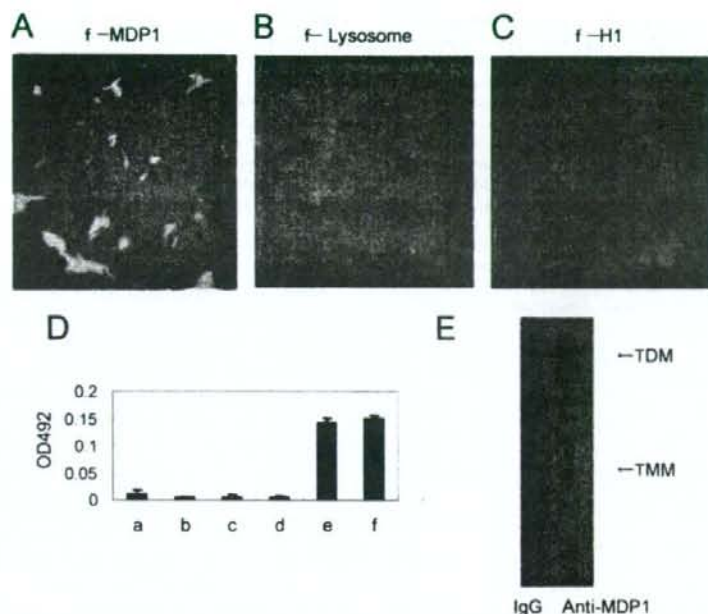 A
f -MDP1
B
f- Lysosome
C
f -H1
D
OD492
0.2
0.15
0.1
0.05
0
a b c d e f
E
←TDM
←TMM
IgG Anti-MDP1